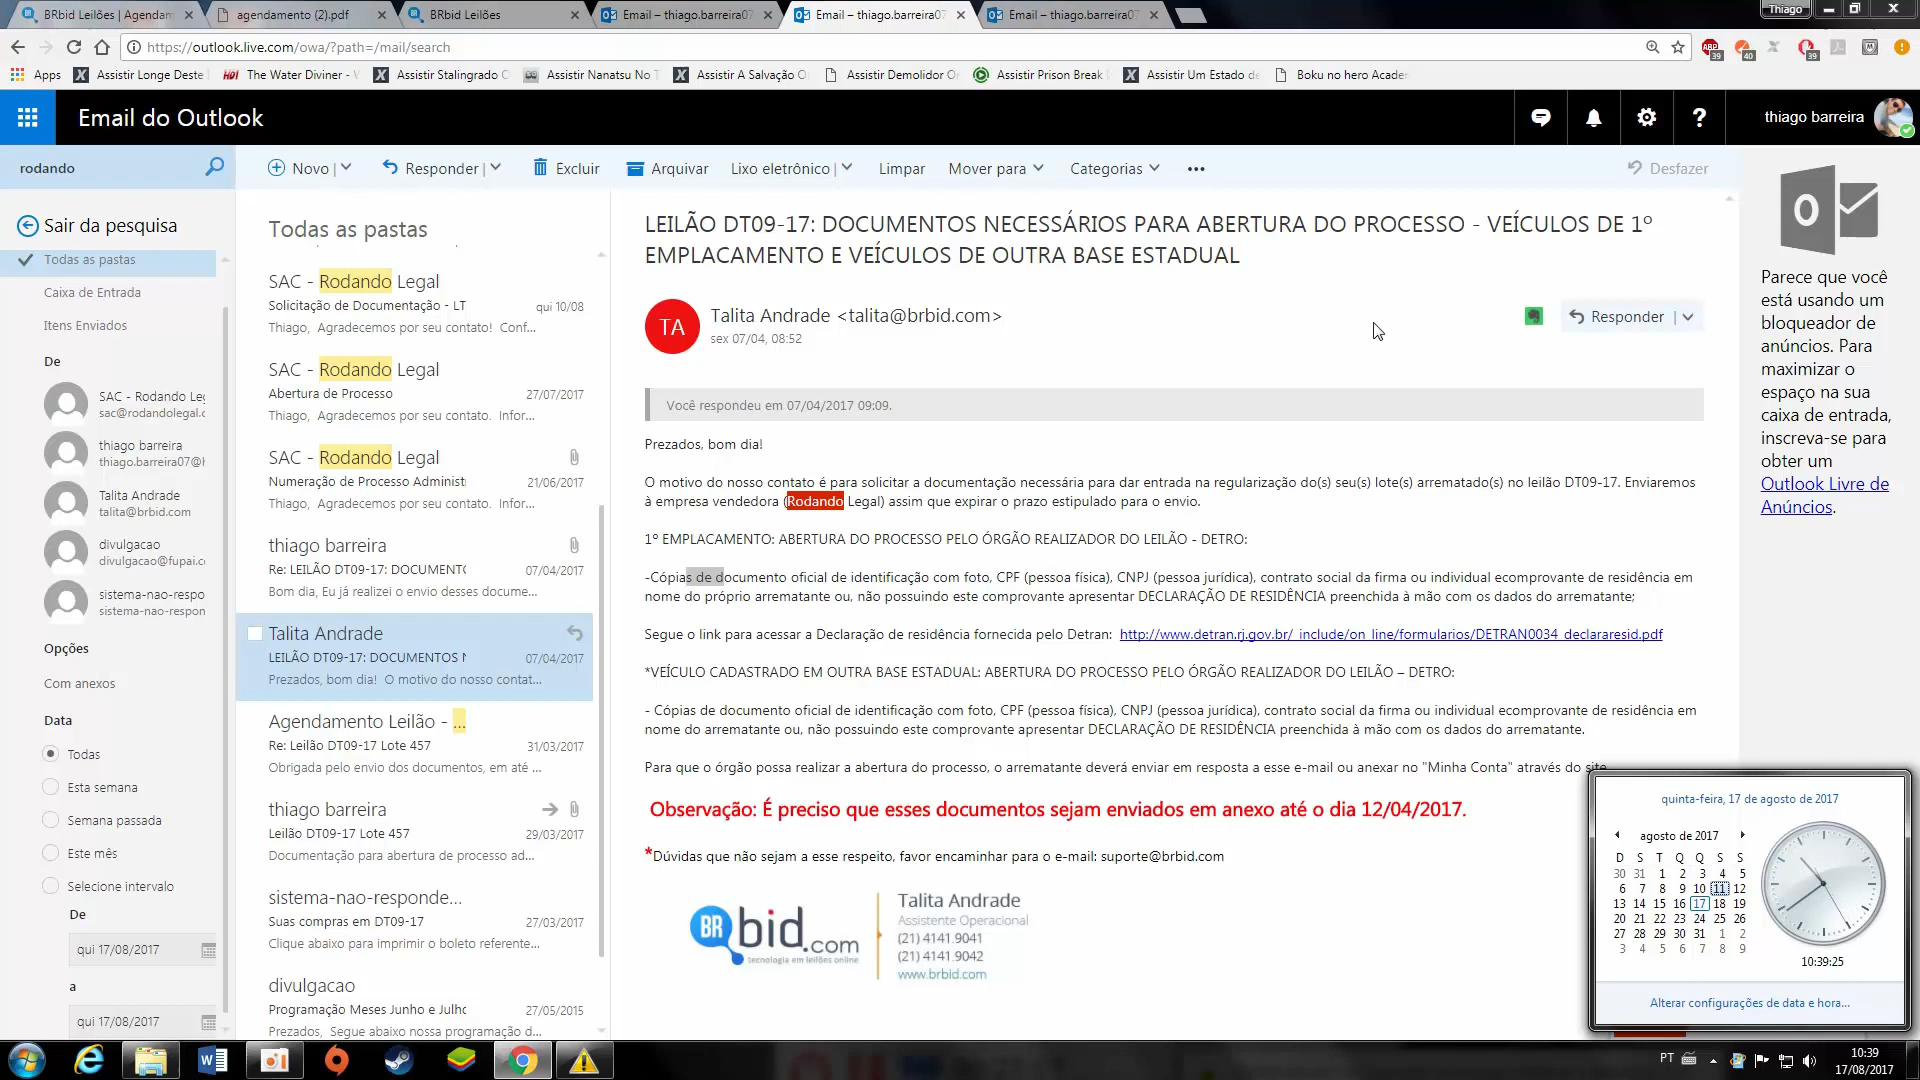 BRbid Leilões | Agendam
agendamento (2).pdf
BRbid Leilões
Email – thiago.barreira07
Email – thiago.barreira07
Email – thiago.barreira07
Thiago
https://outlook.live.com/owa/?path=/mail/search
Apps
Assistir Longe Deste
The Water Diviner -
Assistir Stalingrado
Assistir Nanatsu No T
Assistir A Salvação
Assistir Demolidor
Assistir Prison Break
Assistir Um Estado de
Boku no hero Acade
Email do Outlook
thiago barreira
rodando
Novo
Responder
Excluir
Arquivar
Lixo eletrônico
Limpar
Mover para
Categorias
Desfazer
Sair da pesquisa
Todas as pastas
Caixa de Entrada
Itens Enviados
De
SAC - Rodando Leg
sac@rodandolegal.c
thiago barreira
thiago.barreira07@h
Talita Andrade
talita@brbid.com
divulgacao
divulgacao@fupai.co
sistema-nao-respo
sistema-nao-respon
Opções
Com anexos
Data
Todas
Esta semana
Semana passada
Este mês
Selecione intervalo
De
qui 17/08/2017
a
qui 17/08/2017
Todas as pastas
SAC - Rodando Legal
Solicitação de Documentação - LT
qui 10/08
Thiago, Agradecemos por seu contato! Conf...
SAC - Rodando Legal
Abertura de Processo
27/07/2017
Thiago, Agradecemos por seu contato. Infor...
SAC - Rodando Legal
Numeração de Processo Administ
21/06/2017
Thiago, Agradecemos por seu contato. Infor...
thiago barreira
Re: LEILÃO DT09-17: DOCUMENTO
07/04/2017
Bom dia, Eu já realizei o envio desses docume...
Talita Andrade
LEILÃO DT09-17: DOCUMENTOS N
07/04/2017
Prezados, bom dia! O motivo do nosso contat...
Agendamento Leilão - ...
Re: Leilão DT09-17 Lote 457
31/03/2017
Obrigada pelo envio dos documentos, em até ...
thiago barreira
Leilão DT09-17 Lote 457
29/03/2017
Documentação para abertura de processo ad...
sistema-nao-responde...
Suas compras em DT09-17
27/03/2017
Clique abaixo para imprimir o boleto referente...
divulgacao
Programação Meses Junho e Julho
27/05/2015
Prezados, Segue abaixo nossa programação d...
LEILÃO DT09-17: DOCUMENTOS NECESSÁRIOS PARA ABERTURA DO PROCESSO - VEÍCULOS DE 1º
EMPLACAMENTO E VEÍCULOS DE OUTRA BASE ESTADUAL
TA
Talita Andrade <talita@brbid.com>
sex 07/04, 08:52
Responder
Você respondeu em 07/04/2017 09:09.
Prezados, bom dia!
O motivo do nosso contato é para solicitar a documentação necessária para dar entrada na regularização do(s) seu(s) lote(s) arrematado(s) no leilão DT09-17. Enviaremos
à empresa vendedora (Rodando Legal) assim que expirar o prazo estipulado para o envio.
1º EMPLACAMENTO: ABERTURA DO PROCESSO PELO ÓRGÃO REALIZADOR DO LEILÃO - DETRO:
-Cópias de documento oficial de identificação com foto, CPF (pessoa física), CNPJ (pessoa jurídica), contrato social da firma ou individual ecomprovante de residência em
nome do próprio arrematante ou, não possuindo este comprovante apresentar DECLARAÇÃO DE RESIDÊNCIA preenchida à mão com os dados do arrematante;
Segue o link para acessar a Declaração de residência fornecida pelo Detran: http://www.detran.rj.gov.br/_include/on_line/formularios/DETRAN0034_declararesid.pdf
*VEÍCULO CADASTRADO EM OUTRA BASE ESTADUAL: ABERTURA DO PROCESSO PELO ÓRGÃO REALIZADOR DO LEILÃO – DETRO:
- Cópias de documento oficial de identificação com foto, CPF (pessoa física), CNPJ (pessoa jurídica), contrato social da firma ou individual ecomprovante de residência em
nome do próprio arrematante ou, não possuindo este comprovante apresentar DECLARAÇÃO DE RESIDÊNCIA preenchida à mão com os dados do arrematante.
Para que o órgão possa realizar a abertura do processo, o arrematante deverá enviar em resposta a esse e-mail ou anexar no "Minha Conta" através do site
Observação: É preciso que esses documentos sejam enviados em anexo até o dia 12/04/2017.
*Dúvidas que não sejam a esse respeito, favor encaminhar para o e-mail: suporte@brbid.com
BR bid.com
tecnologia em leilões online
Talita Andrade
Assistente Operacional
(21) 4141.9041
(21) 4141.9042
www.brbid.com
Parece que você
está usando um
bloqueador de
anúncios. Para
maximizar o
espaço na sua
caixa de entrada,
inscreva-se para
obter um
Outlook Livre de
Anúncios.
quinta-feira, 17 de agosto de 2017
agosto de 2017
D S T Q Q S S
30 31 1 2 3 4 5
6 7 8 9 10 11 12
13 14 15 16 17 18 19
20 21 22 23 24 25 26
27 28 29 30 31 1 2
3 4 5 6 7 8 9
10:39:25
Alterar configurações de data e hora...
PT
10:39
17/08/2017